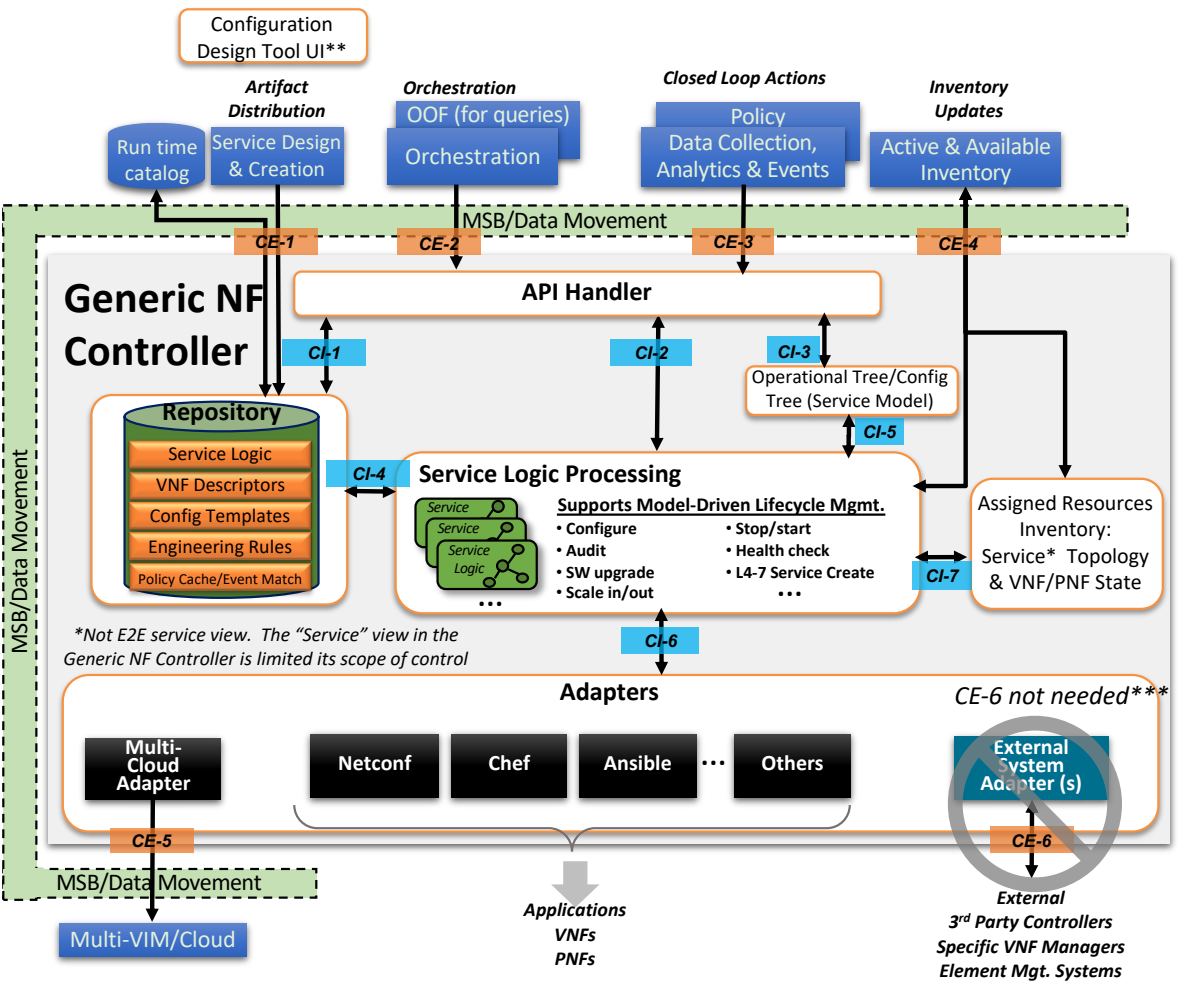 Configuration
Design Tool UI**
Artifact
Distribution
Orchestration
Closed Loop Actions
Inventory
Updates
Run time
catalog
Service Design
& Creation
OOF (for queries)
Orchestration
Policy
Data Collection,
Analytics & Events
Active & Available
Inventory
MSB/Data Movement
CE-1
CE-2
CE-3
CE-4
Generic NF
Controller
API Handler
CI-1
CI-2
CI-3
Operational Tree/Config
Tree (Service Model)
CI-5
Repository
Service Logic
VNF Descriptors
Config Templates
Engineering Rules
Policy Cache/Event Match
CI-4
Service Logic Processing
Service
Service
Service
Logic
...
Supports Model-Driven Lifecycle Mgmt.
• Configure
• Audit
• SW upgrade
• Scale in/out
• Stop/start
• Health check
• L4-7 Service Create
...
CI-7
Assigned Resources
Inventory:
Service* Topology
& VNF/PNF State
MSB/Data Movement
*Not E2E service view. The “Service” view in the
Generic NF Controller is limited its scope of control
CI-6
Adapters
CE-6 not needed***
Multi-
Cloud
Adapter
Netconf
Chef
Ansible
...
Others
External
System
Adapter (s)
CE-5
CE-6
MSB/Data Movement
Multi-VIM/Cloud
Applications
VNFs
PNFs
External
3rd Party Controllers
Specific VNF Managers
Element Mgt. Systems